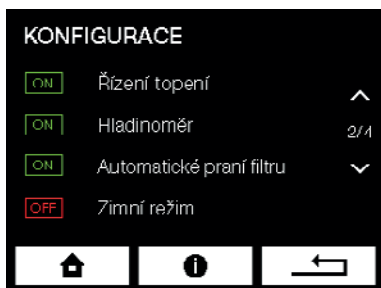 KONFIGURACE
ON Řízení topení
ON Hladinoměr
2/4
ON Automatické praní filtru
OFF Zimní režim